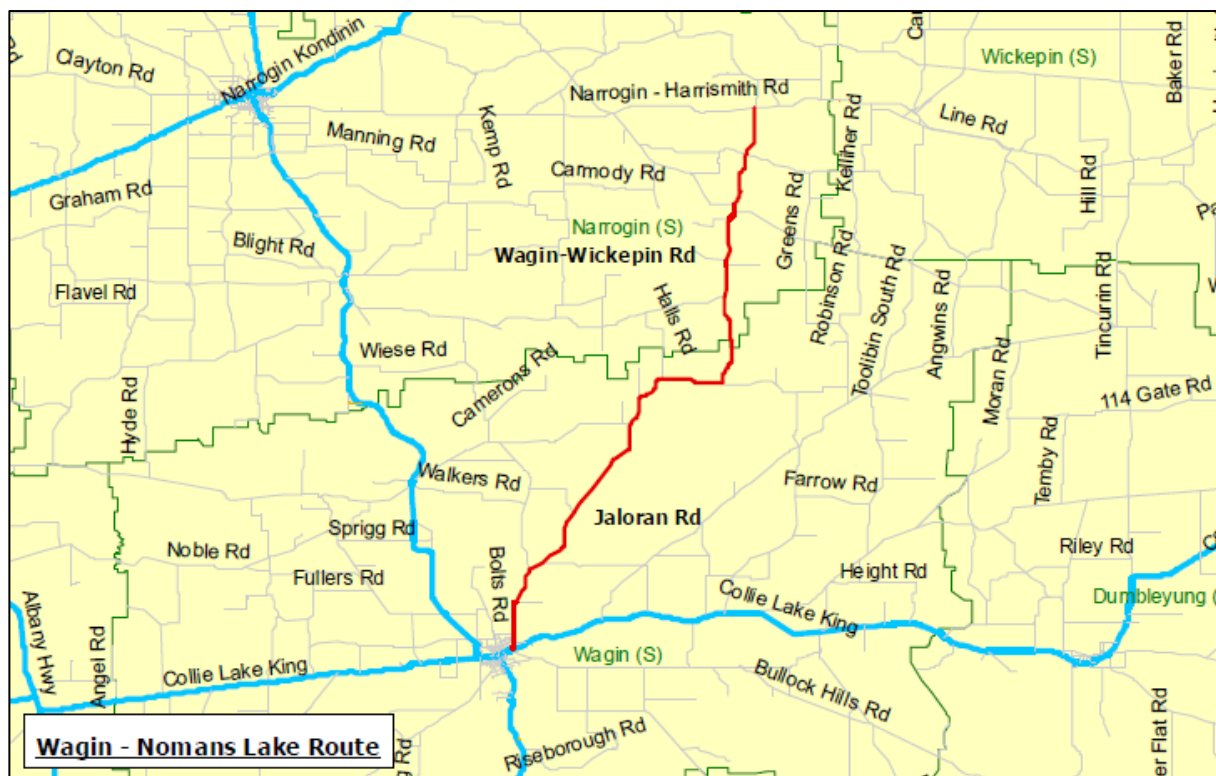 Clayton Rd
Narrogin Kondinin
Wickepin (S)
Baker Rd
Narrogin - Harrismith Rd
Kemp Rd
Manning Rd
Line Rd
Kelliher Rd
Carmody Rd
Graham Rd
Hill Rd
Greens Rd
Narrogin (S)
Blight Rd
Wagin-Wickepin Rd
Robinson Rd
Toolibin South Rd
Flavel Rd
Halls Rd
Angwins Rd
Tincurrin Rd
Wiese Rd
Camerons Rd
Moran Rd
Hyde Rd
114 Gate Rd
Temby Rd
Walkers Rd
Farrow Rd
Sprigg Rd
Jaloran Rd
Noble Rd
Riley Rd
Fullers Rd
Bolts Rd
Height Rd
Collie Lake King
Dumbleyung (
Albany Hwy
Angel Rd
Wagin (S)
Collie Lake King
Bullock Hills Rd
Riseborough Rd
er Flat Rd
Wagin - Nomans Lake Route